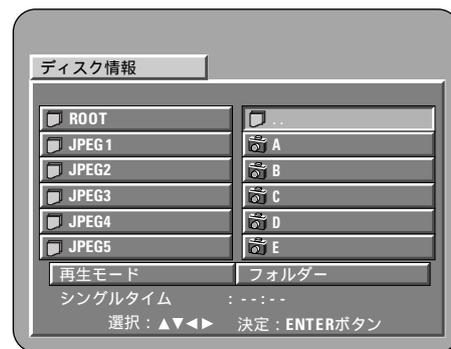 ディスク情報
ROOT
JPEG1
JPEG2
JPEG3
JPEG4
JPEG5
..
A
B
C
D
E
再生モード フォルダー
シングルタイム :--:--
選択:▲▼◀▶ 決定:ENTERボタン